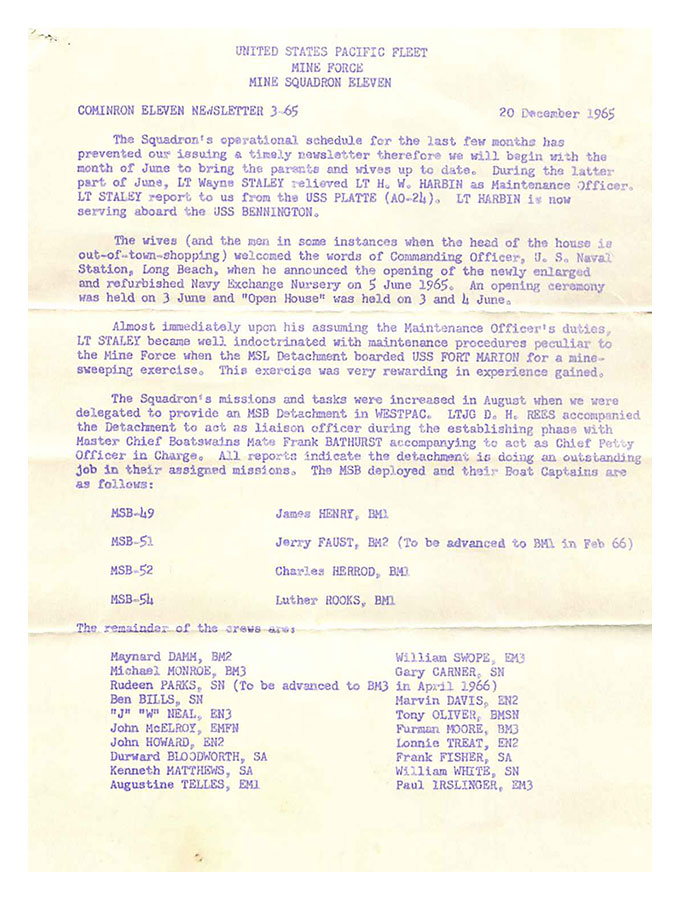 UNITED STATES PACIFIC FLEET
MINE FORCE
MINE SQUADRON ELEVEN
COMINRON ELEVEN NEWSLETTER 3-65 20 December 1965
The Squadron's operational schedule for the last few months has
prevented our issuing a timely newsletter therefore we will begin with the
month of June to bring the parents and wives up to date. During the latter
part of June, LT Wayne STALEY relieved LT H. W. HARBIN as Maintenance Officer.
LT STALEY report to us from the USS PLATTE (AO-24). LT HARBIN is now
serving aboard the USS BENNINGTON.
The wives (and the men in some instances when the head of the house is
out-of-town-shopping) welcomed the words of Commanding Officer, U. S. Naval
Station, Long Beach, when he announced the opening of the newly enlarged
and refurbished Navy Exchange Nursery on 5 June 1965. An opening ceremony
was held on 3 June and "Open House" was held on 3 and 4 June.
Almost immediately upon his assuming the Maintenance Officer's duties,
LT STALEY became well indoctrinated with maintenance procedures peculiar to
the Mine Force when the MSL Detachment boarded USS FORT MARION for a mine-
sweeping exercise. This exercise was very rewarding in experience gained.
The Squadron's missions and tasks were increased in August when we were
delegated to provide an MSB Detachment in WESTPAC. LTJG D. H. REES accompanied
the Detachment to act as liaison officer during the establishing phase with
Master Chief Boatswains Mate Frank BATHURST accompanying to act as Chief Petty
Officer in Charge. All reports indicate the detachment is doing an outstanding
job in their assigned missions. The MSB deployed and their Boat Captains are
as follows:
MSB-49 James HENRY, BM1
MSB-51 Jerry FAUST, BM2 (To be advanced to BM1 in Feb 66)
MSB-52 Charles HERROD, BM1
MSB-54 Luther ROOKS, BM1
The remainder of the crews are:
Maynard DAMM, BM2 William SWOPE, EM3
Michael MONROE, BM3 Gary CARNER, SN
Rudeen PARKS, SN (To be advanced to BM3 in April 1966)
Ben BILLS, SN Marvin DAVIS, EN2
"J" "W" NEAL, EN3 Tony OLIVER, BMSN
John McELROY, EMFN Furman MOORE, BM3
John HOWARD, EN2 Lonnie TREAT, EN2
Durward BLOODWORTH, SA Frank FISHER, SA
Kenneth MATTHEWS, SA William WHITE, SN
Augustine TELLES, EM1 Paul IRSLINGER, EM3